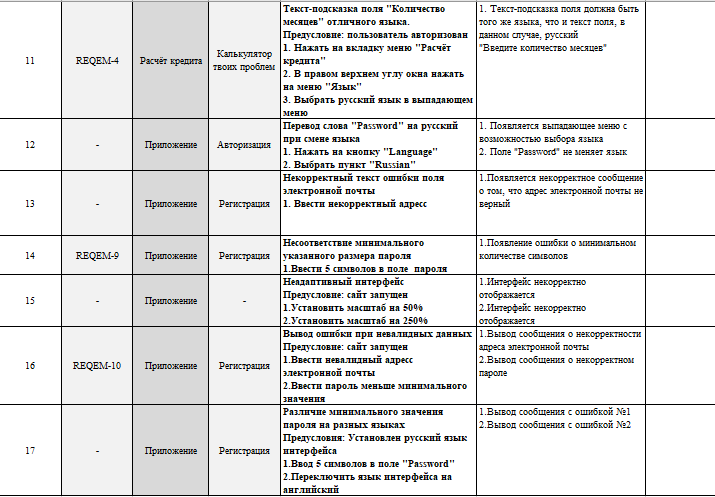 11
REQEM-4
Расчёт кредита
Калькулятор
твоих проблем
Текст-подсказка поля "Количество
месяцев" отличного языка.
Предусловие: пользователь авторизован
1. Нажать на вкладку меню "Расчёт
кредита"
2. В правом верхнем углу окна нажать
на меню "Язык"
3. Выбрать русский язык в выпадающем
меню
1. Текст-подсказка поля должна быть
того же языка, что и текст поля, в
данном случае, русский
"Введите количество месяцев"
12
-
Приложение
Авторизация
Перевод слова "Password" на русский
при смене языка
1. Нажать на кнопку "Language"
2. Выбрать пункт "Russian"
1. Появляется выпадающее меню с
возможностью выбора языка
2. Поле "Password" не меняет язык
13
-
Приложение
Регистрация
Некорректный текст ошибки поля
электронной почты
1. Ввести некорректный адресс
1.Появляется некорректное сообщение
о том, что адрес электронной почты не
верный
14
REQEM-9
Приложение
Регистрация
Несоответствие минимального
указанного размера пароля
1.Ввести 5 символов в поле пароля
1.Появление ошибки о минимальном
количестве символов
15
-
Приложение
-
Неадаптивный интерфейс
Предусловие: сайт запущен
1.Установить масштаб на 50%
2.Установить масштаб на 250%
1.Интерфейс некорректно
отображается
2.Интерфейс некорректно
отображается
16
REQEM-10
Приложение
Регистрация
Вывод ошибки при невалидных данных
Предусловие: сайт запущен
1.Ввести невалидный адресс
электронной почты
2.Ввести пароль меньше минимального
значения
1.Вывод сообщения о некорректности
адреса электронной почты
2.Вывод сообщения о некорректном
пароле
17
-
Приложение
Регистрация
Различие минимального значения
пароля на разных языках
Предусловия: Установлен русский язык
интерфейса
1.Ввод 5 символов в поле "Password"
2.Переключить язык интерфейса на
английский
1.Вывод сообщения с ошибкой №1
2.Вывод сообщения с ошибкой №2